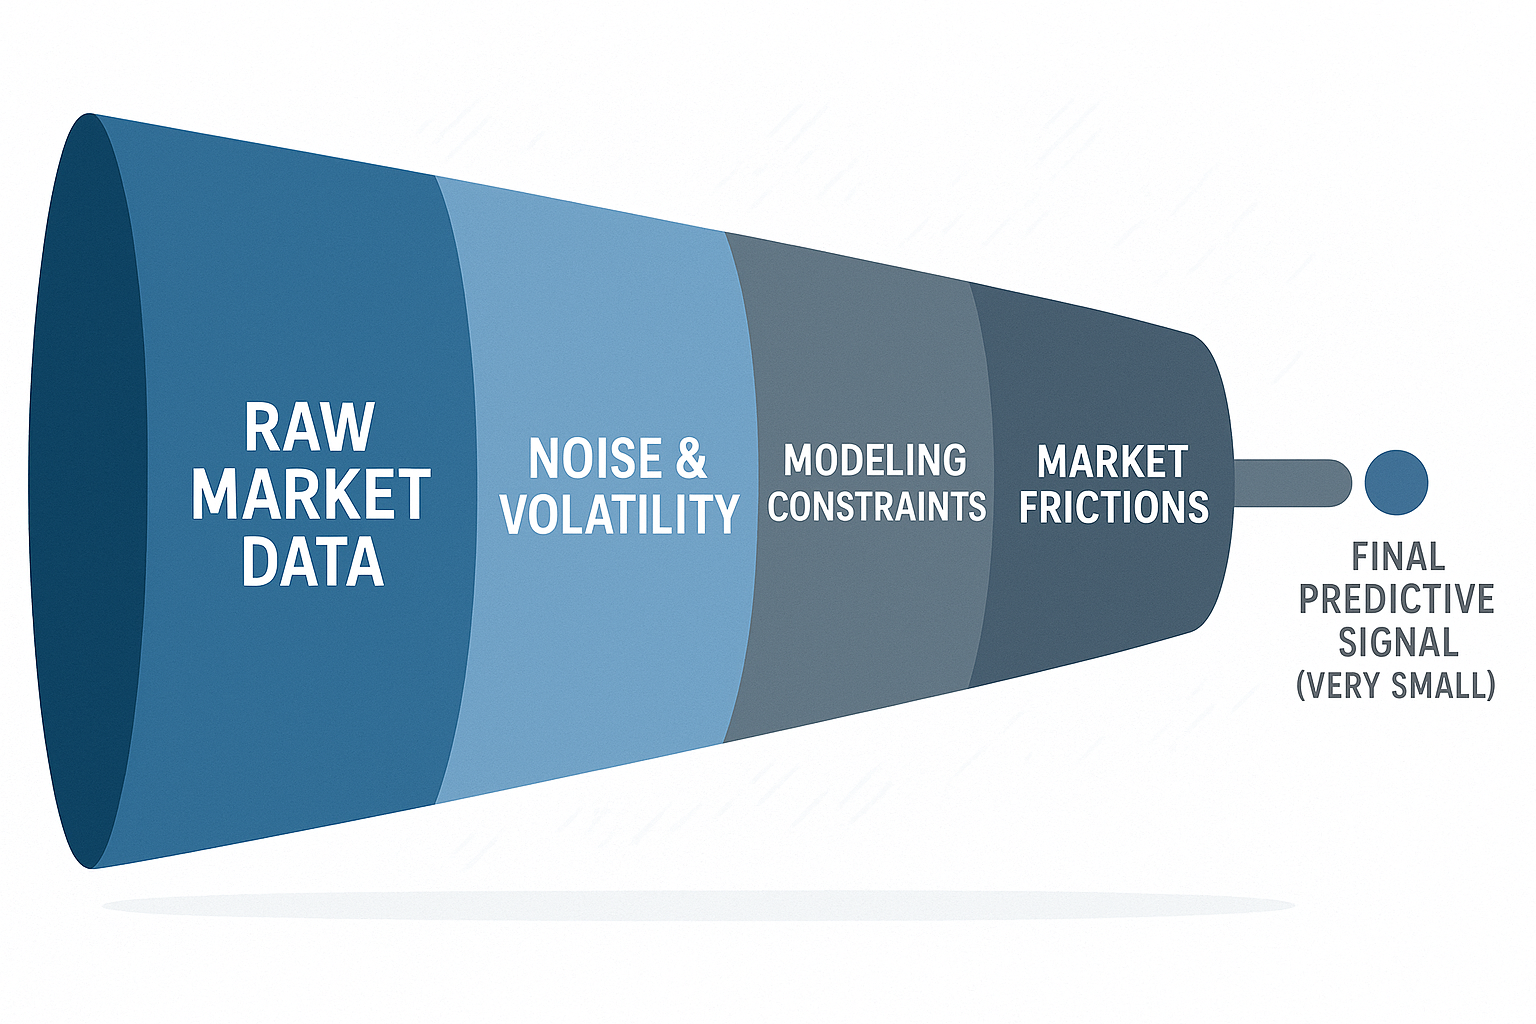 RAW
MARKET
DATA
NOISE &
VOLATILITY
MODELING
CONSTRAINTS
MARKET
FRICTIONS
FINAL
PREDICTIVE
SIGNAL
(VERY SMALL)